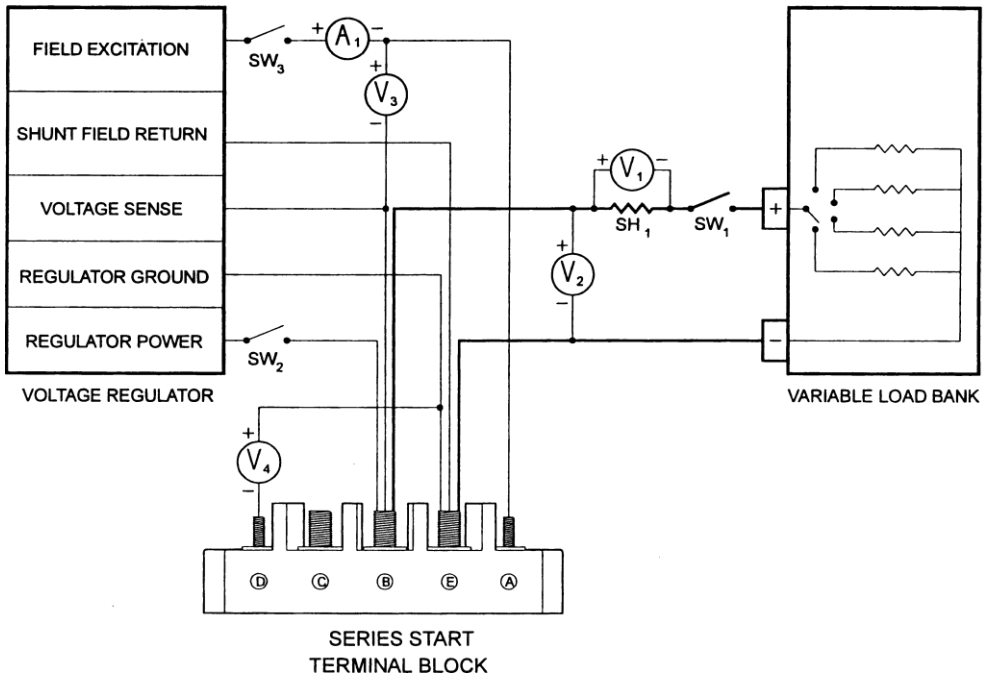 FIELD EXCITATION
SHUNT FIELD RETURN
VOLTAGE SENSE
REGULATOR GROUND
REGULATOR POWER
VOLTAGE REGULATOR
SW3
+ A1 -
+
V3
-
SW2
+
V4
-
+ V1 -
SH1
SW1
+
V2
-
+
-
VARIABLE LOAD BANK
D C B E A
SERIES START
TERMINAL BLOCK